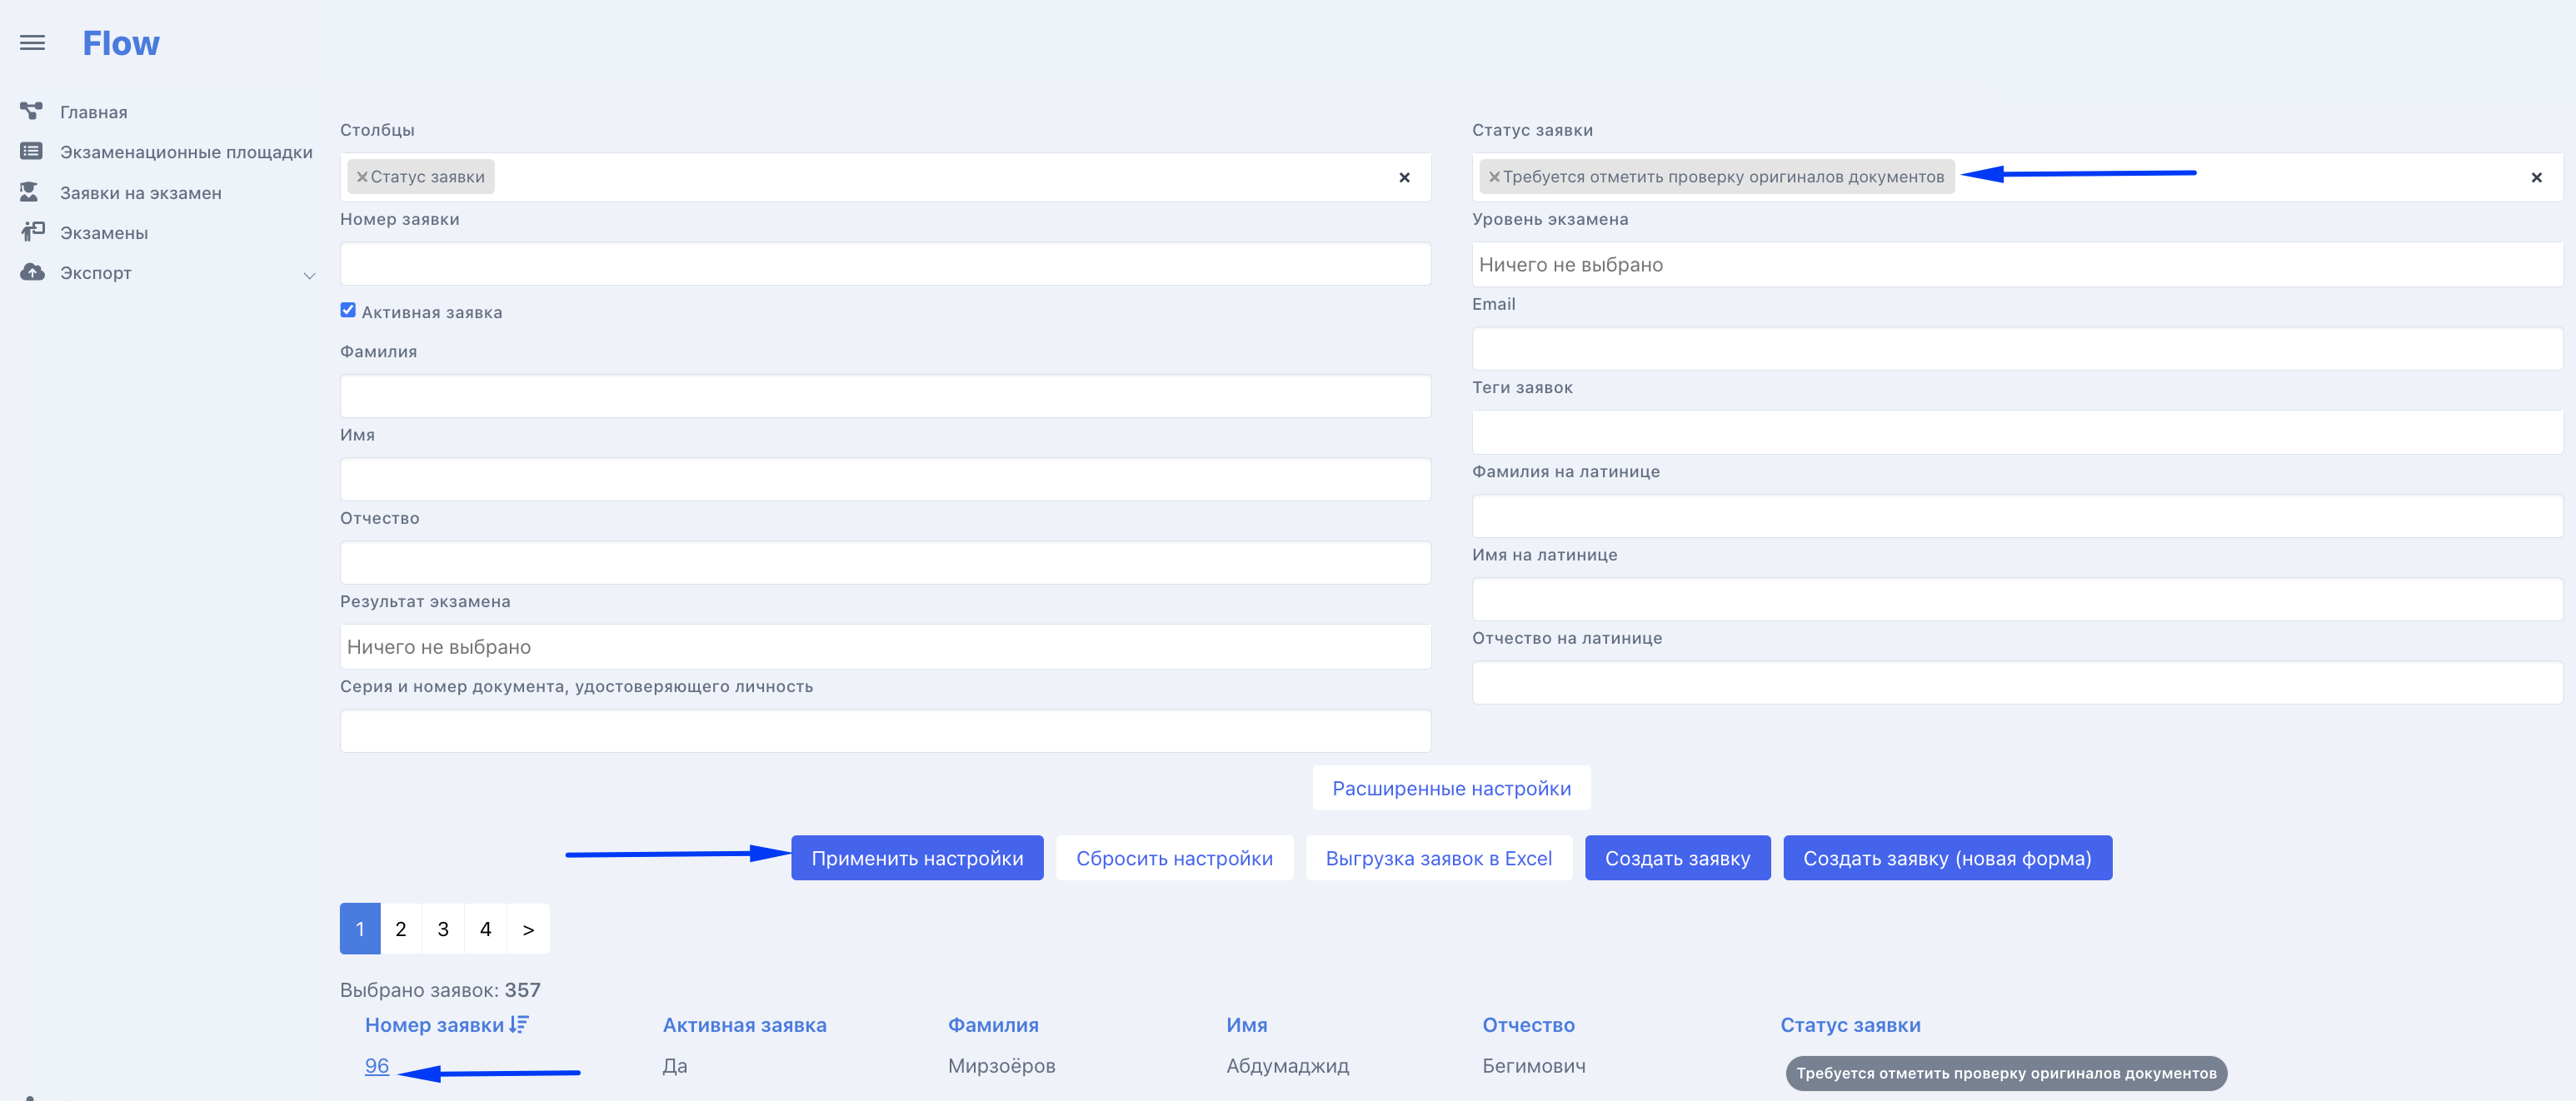 Flow
Главная
Экзаменационные площадки
Заявки на экзамен
Экзамены
Экспорт
Столбцы
Статус заявки
Номер заявки
Активная заявка
Фамилия
Имя
Отчество
Результат экзамена
Ничего не выбрано
Серия и номер документа, удостоверяющего личность
Статус заявки
Требуется отметить проверку оригиналов документов
Уровень экзамена
Ничего не выбрано
Email
Теги заявок
Фамилия на латинице
Имя на латинице
Отчество на латинице
Расширенные настройки
Применить настройки Сбросить настройки Выгрузка заявок в Excel Создать заявку Создать заявку (новая форма)
1 2 3 4 >
Выбрано заявок: 357
Номер заявки Активная заявка Фамилия Имя Отчество Статус заявки
96 Да Мирзоёров Абдумаджид Бегимович Требуется отметить проверку оригиналов документов